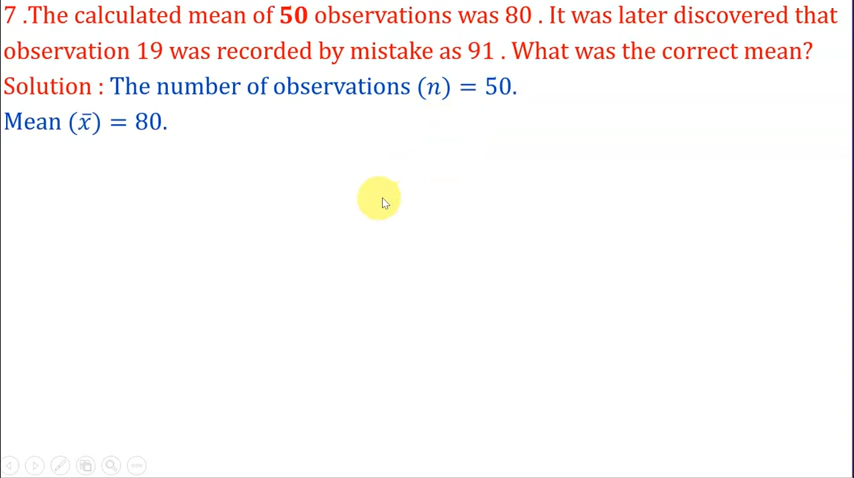 7 .The calculated mean of 50 observations was 80 . It was later discovered that
observation 19 was recorded by mistake as 91 . What was the correct mean?
Solution : The number of observations (n) = 50.
Mean (x̄) = 80.